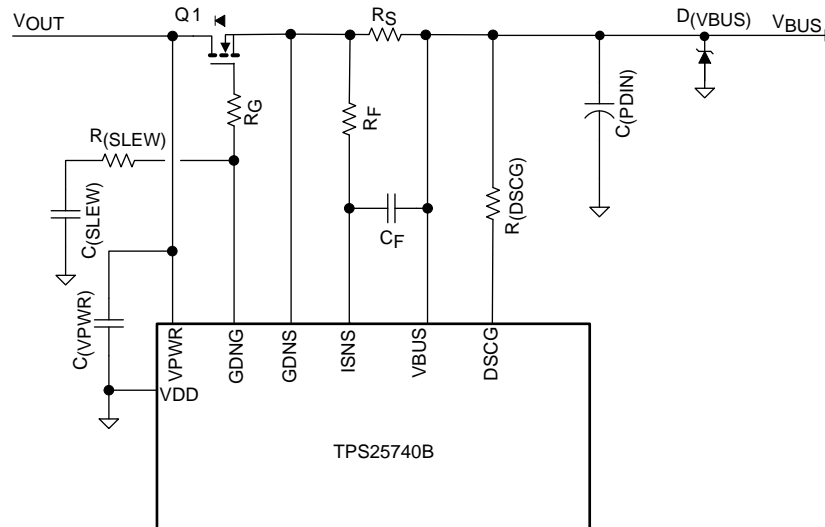 VOUT
Q1
RS
D(VBUS)
VBUS
RG
RF
C(PDIN)
R(SLEW)
C(SLEW)
CF
R(DSCG)
C(VPWR)
VPWR
GDNG
GDNS
ISNS
VBUS
DSCG
VDD
TPS25740B